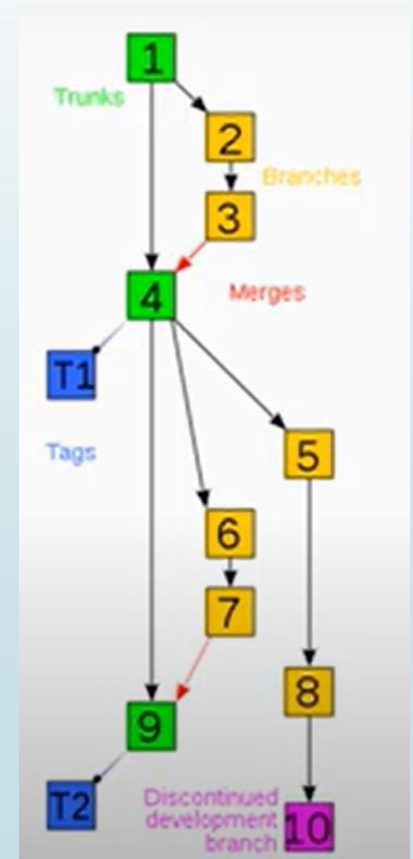 1
Trunks
2
Branches
3
4
Merges
T1
Tags
5
6
7
8
9
T2
Discontinued
development
branch
10